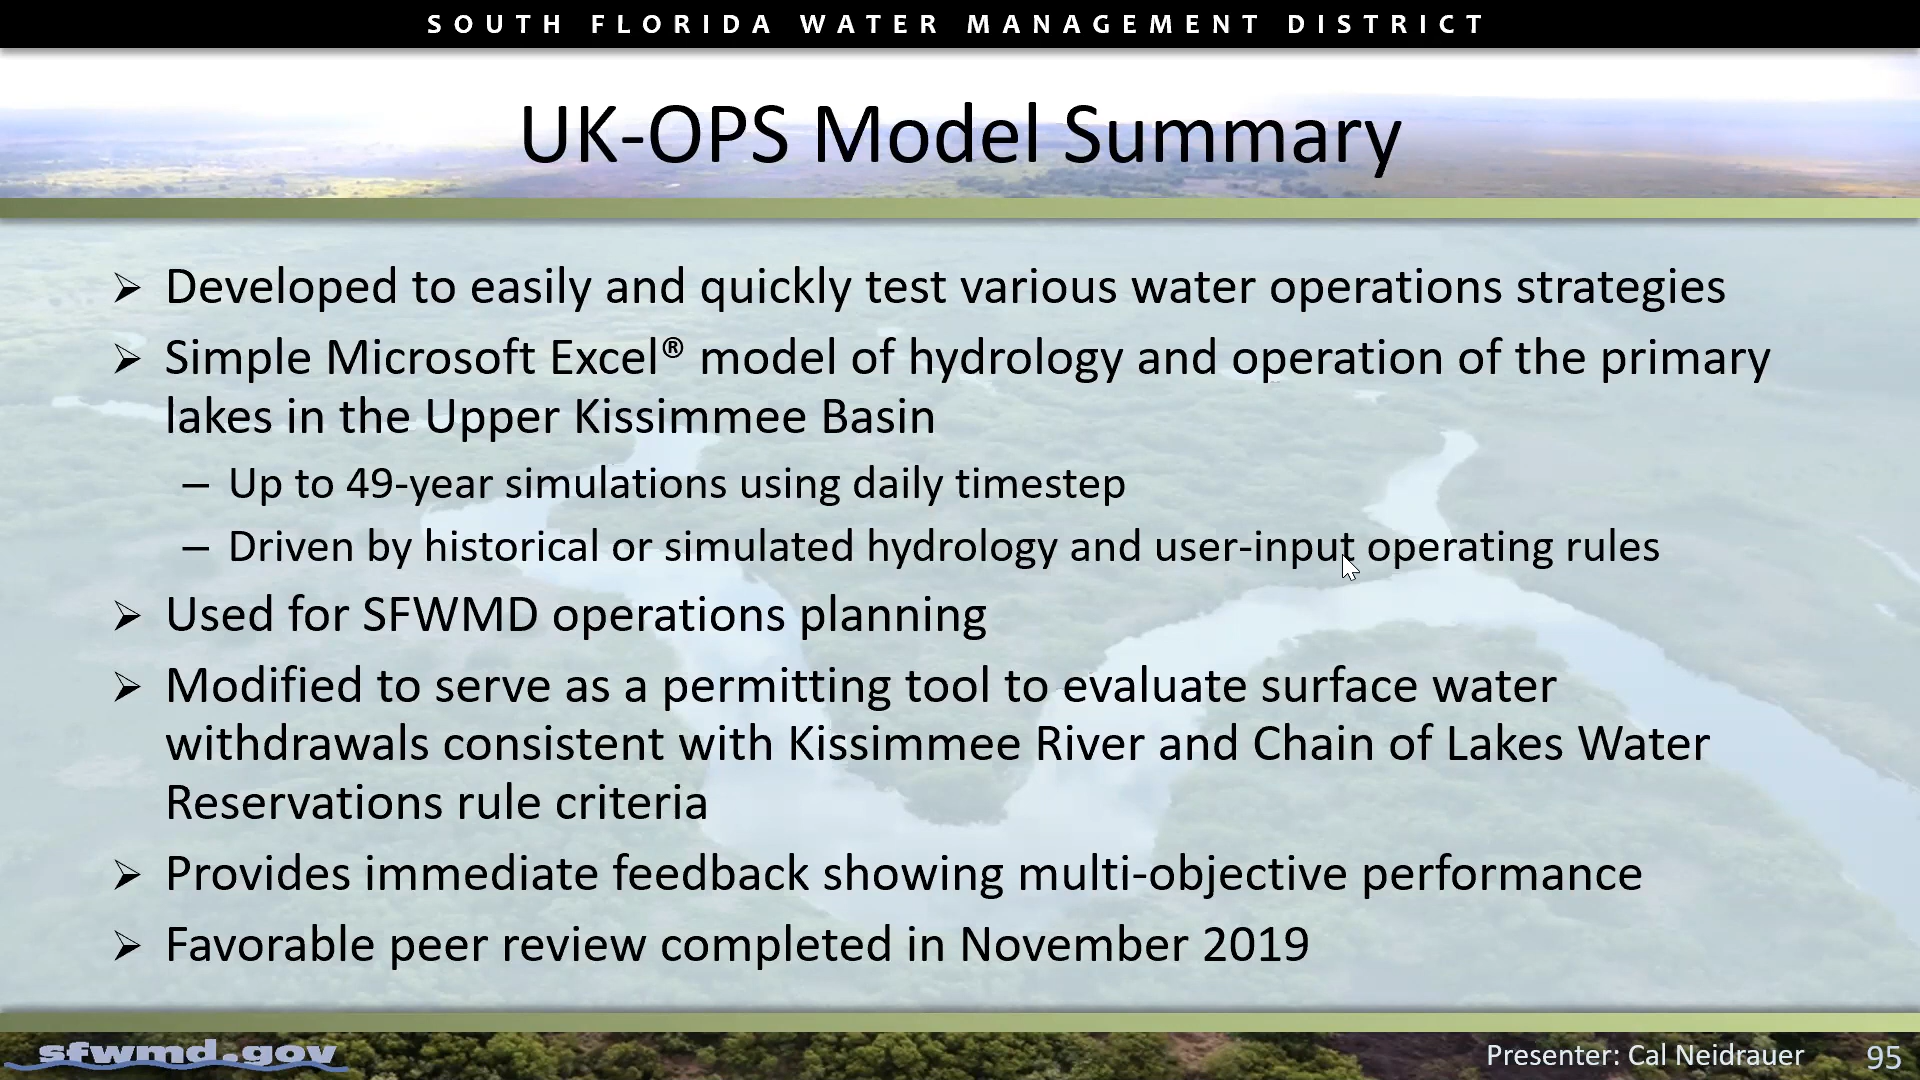 SOUTH FLORIDA WATER MANAGEMENT DISTRICT
UK-OPS Model Summary
➢ Developed to easily and quickly test various water operations strategies
➢ Simple Microsoft Excel® model of hydrology and operation of the primary
lakes in the Upper Kissimmee Basin
– Up to 49-year simulations using daily timestep
– Driven by historical or simulated hydrology and user-input operating rules
➢ Used for SFWMD operations planning
➢ Modified to serve as a permitting tool to evaluate surface water
withdrawals consistent with Kissimmee River and Chain of Lakes Water
Reservations rule criteria
➢ Provides immediate feedback showing multi-objective performance
➢ Favorable peer review completed in November 2019
sfwmd.gov
Presenter: Cal Neidrauer 95